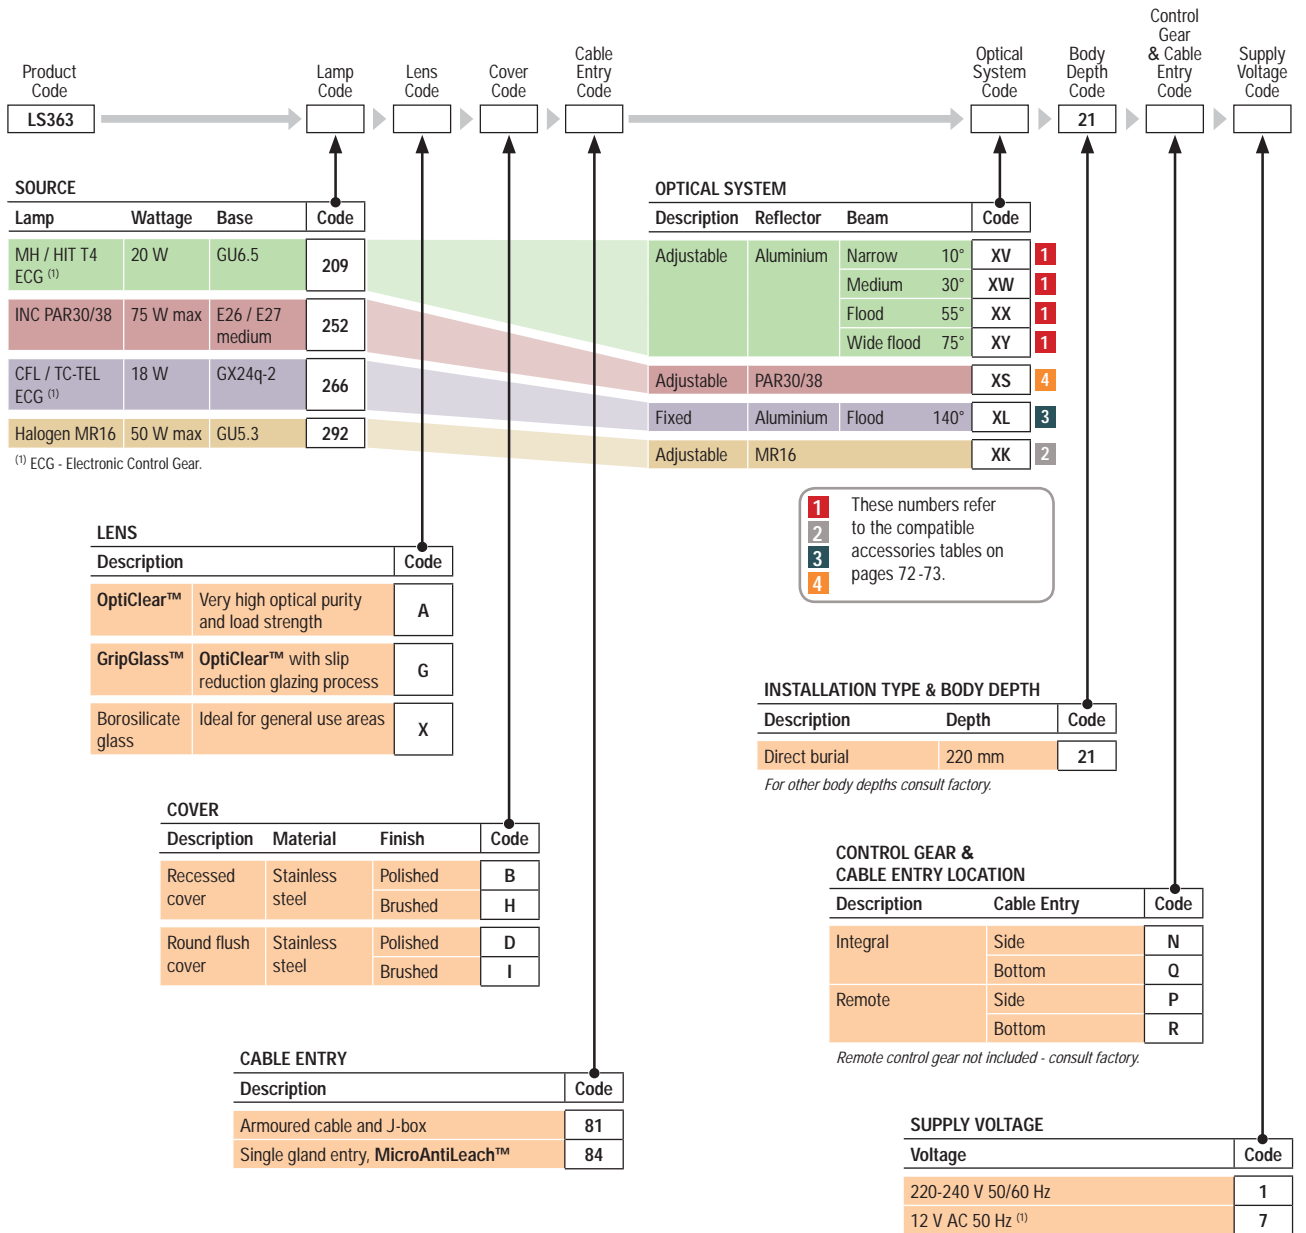 Product Code
Lamp Code
Lens Code
Cover Code
Cable Entry Code
Optical System Code
Body Depth Code
Control Gear & Cable Entry Code
Supply Voltage Code
LS363
21
SOURCE
Lamp Wattage Base Code
MH / HIT T4 ECG (1) 20 W GU6.5 209
INC PAR30/38 75 W max E26 / E27 medium 252
CFL / TC-TEL ECG (1) 18 W GX24q-2 266
Halogen MR16 50 W max GU5.3 292
(1) ECG - Electronic Control Gear.
OPTICAL SYSTEM
Description Reflector Beam Code
Adjustable Aluminium Narrow 10° XV 1
Medium 30° XW 1
Flood 55° XX 1
Wide flood 75° XY 1
Adjustable PAR30/38 XS 4
Fixed Aluminium Flood 140° XL 3
Adjustable MR16 XK 2
1 These numbers refer
2 to the compatible
3 accessories tables on
4 pages 72-73.
LENS
Description Code
OptiClear™ Very high optical purity and load strength A
GripGlass™ OptiClear™ with slip reduction glazing process G
Borosilicate glass Ideal for general use areas X
INSTALLATION TYPE & BODY DEPTH
Description Depth Code
Direct burial 220 mm 21
For other body depths consult factory.
COVER
Description Material Finish Code
Recessed cover Stainless steel Polished B
Brushed H
Round flush cover Stainless steel Polished D
Brushed I
CONTROL GEAR &
CABLE ENTRY LOCATION
Description Cable Entry Code
Integral Side N
Bottom Q
Remote Side P
Bottom R
Remote control gear not included - consult factory.
CABLE ENTRY
Description Code
Armoured cable and J-box 81
Single gland entry, MicroAntiLeach™ 84
SUPPLY VOLTAGE
Voltage Code
220-240 V 50/60 Hz 1
12 V AC 50 Hz (1) 7